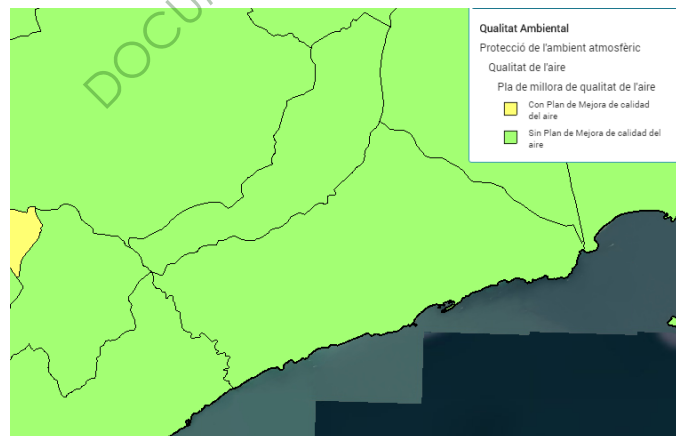 Qualitat Ambiental
Protecció de l'ambient atmosfèric
Qualitat de l'aire
Pla de millora de qualitat de l'aire
Con Plan de Mejora de calidad
del aire
Sin Plan de Mejora de calidad del
aire